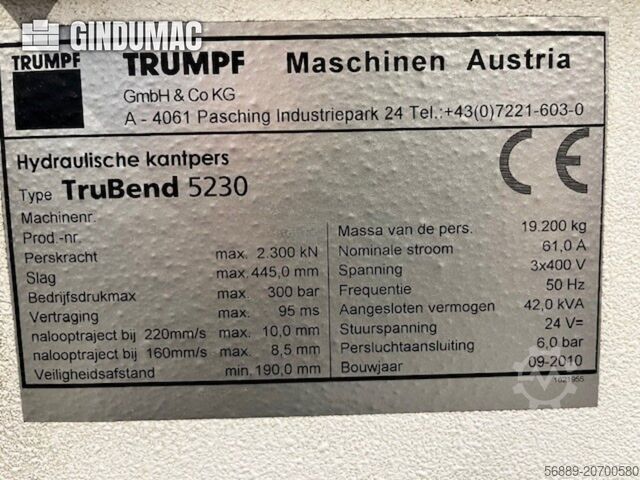 GINDUMAC
TRUMPF
TRUMPF Maschinen Austria
GmbH & Co KG
A - 4061 Pasching Industriepark 24 Tel.:+43(0)7221-603-0
Hydraulische kantpers
CE
Type TruBend 5230
Machinenr.
Prod.-nr.
Perskracht max. 2.300 kN
Slag max. 445,0 mm
Bedrijfsdrukmax max. 300 bar
Vertraging max. 95 ms
nalooptraject bij 220mm/s max. 10,0 mm
nalooptraject bij 160mm/s max. 8,5 mm
Veiligheidsafstand min. 190,0 mm
Massa van de pers. 19.200 kg
Nominale stroom 61,0 A
Spanning 3x400 V
Frequentie 50 Hz
Aangesloten vermogen 42,0 kVA
Stuurspanning 24 V=
Persluchtaansluiting 6,0 bar
Bouwjaar 09-2010
1021955
56889-20700580